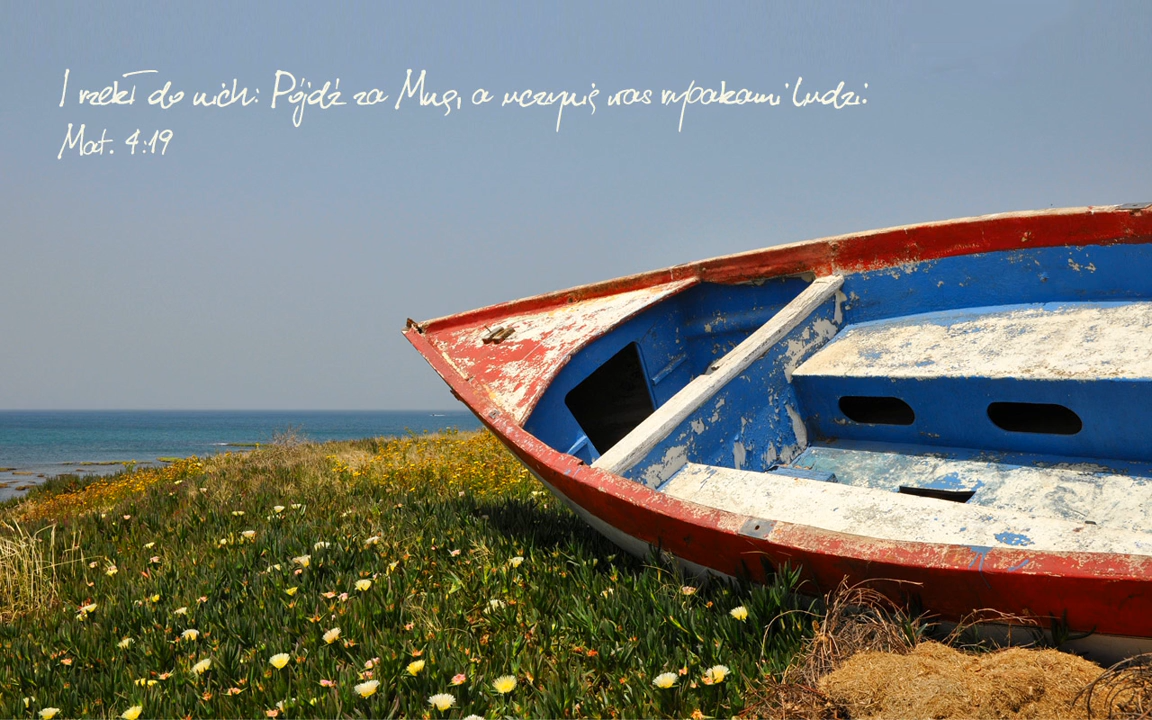 I rzekł do nich: Pójdź za Mną, a uczynię was rybakami ludzi.
Mat. 4:19